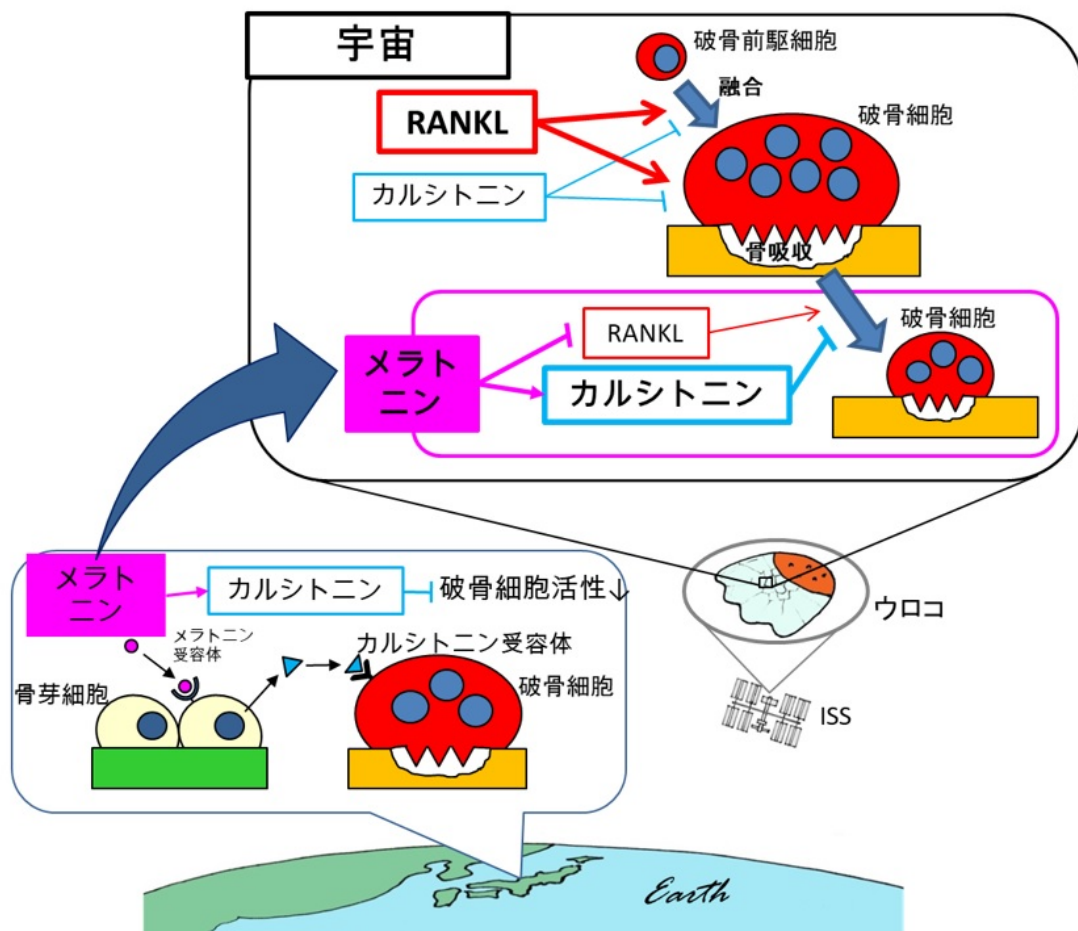 宇宙
破骨前駆細胞
融合
RANKL
破骨細胞
カルシトニン
骨吸収
メラト
ニン
RANKL
カルシトニン
破骨細胞
メラト
ニン
カルシトニン
破骨細胞活性↓
メラトニン
受容体
カルシトニン受容体
骨芽細胞
破骨細胞
ウロコ
ISS
Earth